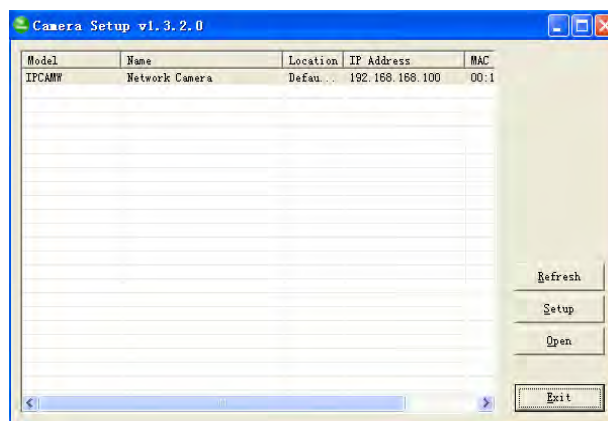 Camera Setup v1.3.2.0
Model Name Location IP Address MAC
IPCAMW Network Camera Defau... 192.168.168.100 00:1
Refresh
Setup
Open
Exit